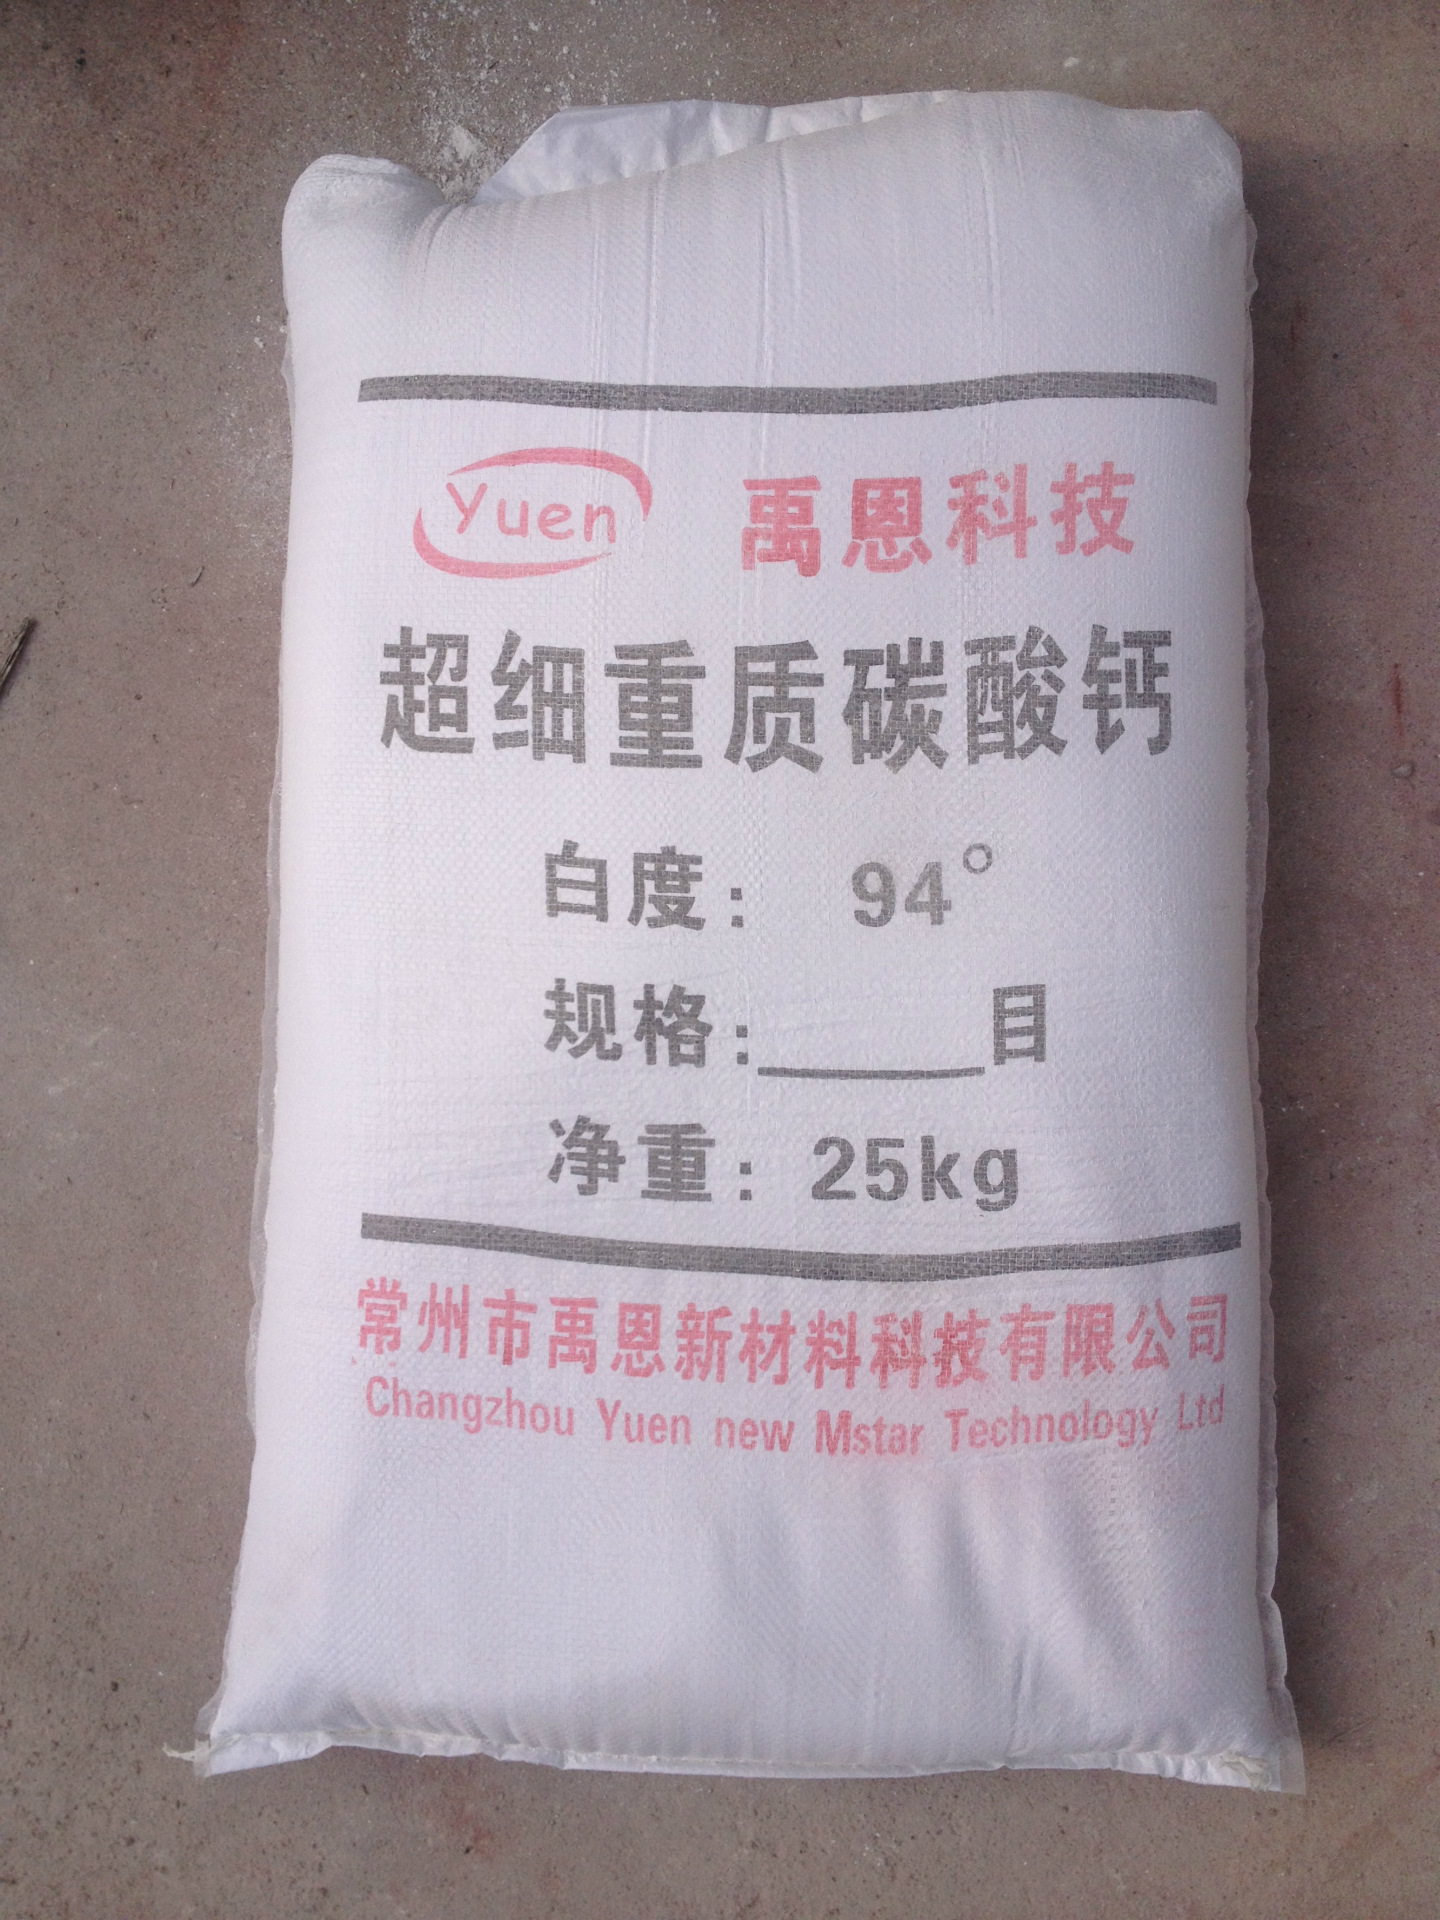 Yuen 禹恩科技
超细重质碳酸钙
白度： 94°
规格：______目
净重：25kg
常州市禹恩新材料科技有限公司
Changzhou Yuen new Mstar Technology Ltd